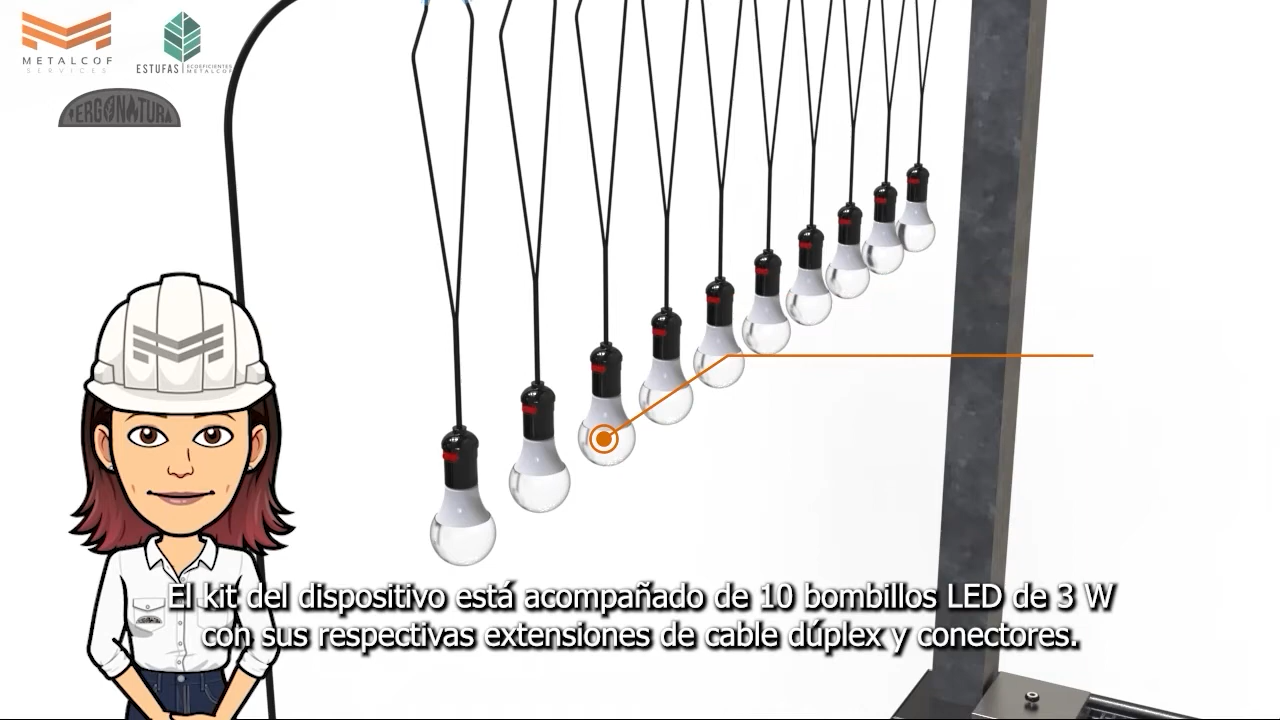 METALCOF
SERVICES
ESTUFAS ECOEFICIENTES
METALCOF
ERGONATURA
El kit del dispositivo está acompañado de 10 bombillos LED de 3 W
con sus respectivas extensiones de cable dúplex y conectores.